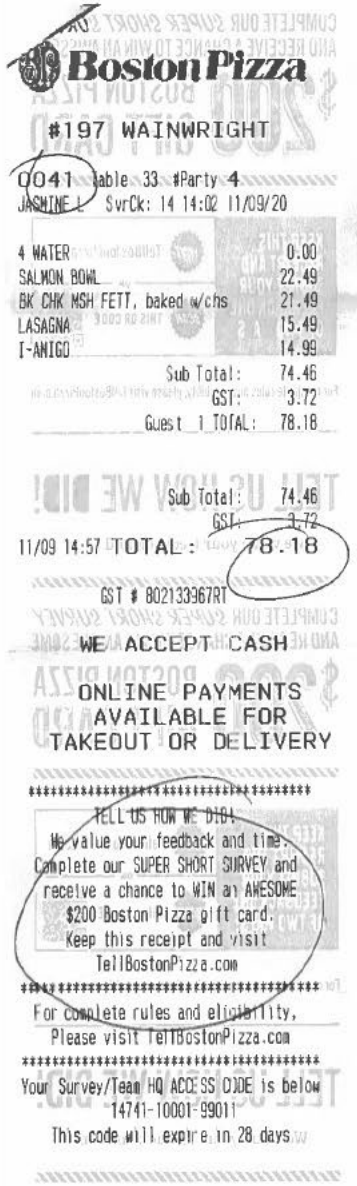 Boston Pizza
#197 WAINWRIGHT
0041 Table 33 #Party 4
JASMINE L SvrCk: 14 14:02 11/09/20
4 WATER 0.00
SALMON BOWL 22.49
BK CHK MSH FETT, baked w/chs 21.49
LASAGNA 15.49
I-AMIGO 14.99
Sub Total: 74.46
GST: 3.72
Guest 1 TOTAL: 78.18
Sub Total: 74.46
GST: 3.72
11/09 14:57 TOTAL: 78.18
GST # 802133967RT
WE ACCEPT CASH
ONLINE PAYMENTS
AVAILABLE FOR
TAKEOUT OR DELIVERY
****************************************
TELL US HOW WE DID!
We value your feedback and time.
Complete our SUPER SHORT SURVEY and
receive a chance to WIN an AWESOME
$200 Boston Pizza gift card.
Keep this receipt and visit
TellBostonPizza.com
****************************************
For complete rules and eligibility,
Please visit TellBostonPizza.com
****************************************
Your Survey/Team HQ ACCESS CODE is below
14741-10001-99011
This code will expire in 28 days